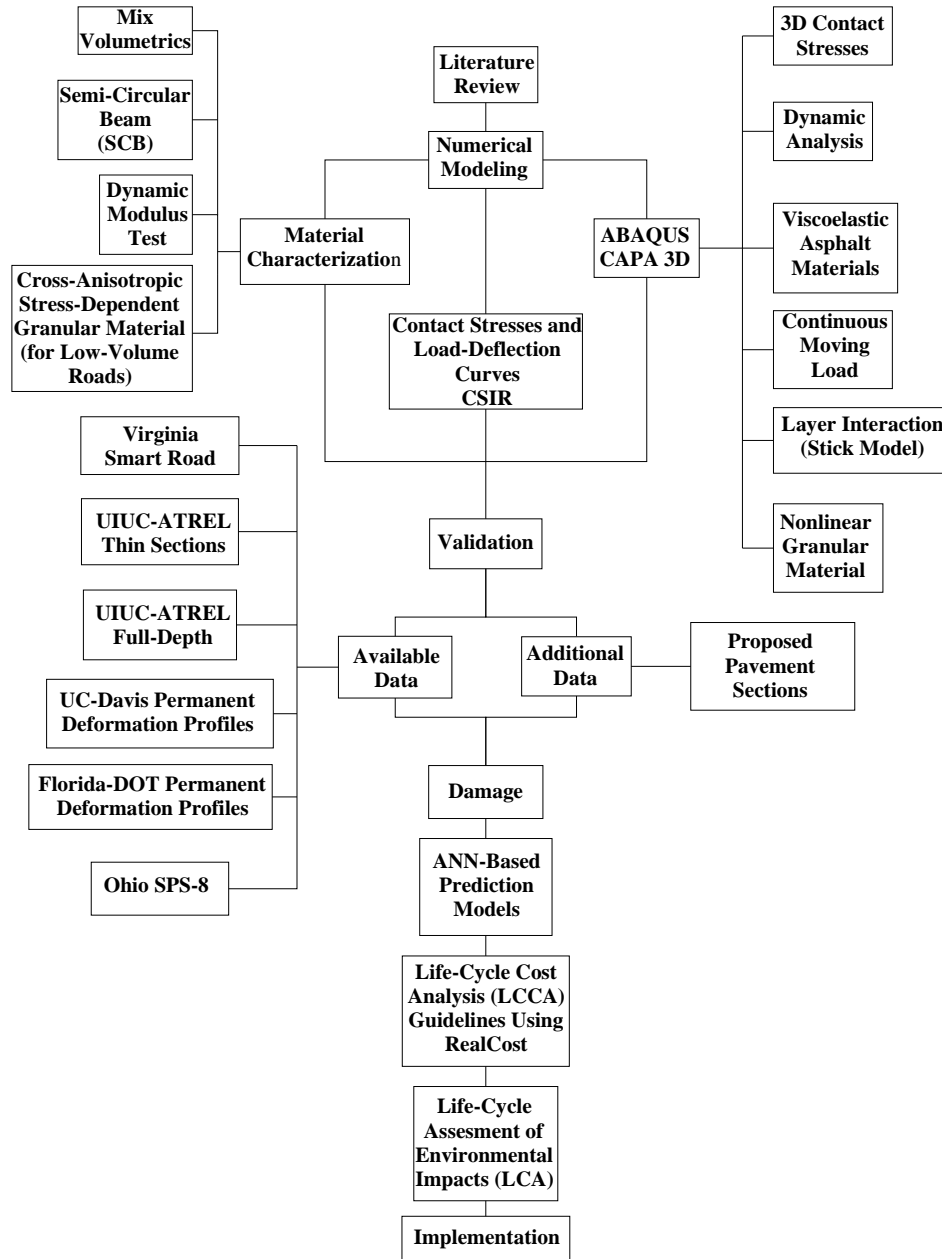 Literature
Review
Numerical
Modeling
Material
Characterization
Mix
Volumetrics
Semi-Circular
Beam
(SCB)
Dynamic
Modulus
Test
Cross-Anisotropic
Stress-Dependent
Granular Material
(for Low-Volume
Roads)
Contact Stresses and
Load-Deflection
Curves
CSIR
ABAQUS
CAPA 3D
3D Contact
Stresses
Dynamic
Analysis
Viscoelastic
Asphalt
Materials
Continuous
Moving
Load
Layer Interaction
(Stick Model)
Nonlinear
Granular
Material
Validation
Available
Data
Virginia
Smart Road
UIUC-ATREL
Thin Sections
UIUC-ATREL
Full-Depth
UC-Davis Permanent
Deformation Profiles
Florida-DOT Permanent
Deformation Profiles
Ohio SPS-8
Additional
Data
Proposed
Pavement
Sections
Damage
ANN-Based
Prediction
Models
Life-Cycle Cost
Analysis (LCCA)
Guidelines Using
RealCost
Life-Cycle
Assesment of
Environmental
Impacts (LCA)
Implementation